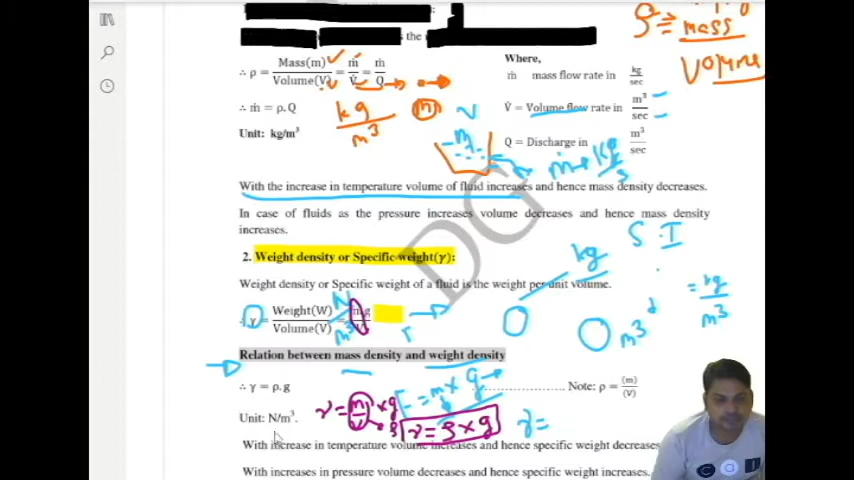 is the
mass
Volume
∴ ρ = Mass(m) / Volume(V) = ṁ / V̇ = ṁ / Q
Where,
ṁ mass flow rate in kg/sec
∴ ṁ = ρ. Q
kg/m³
m
V
V̇ = Volume flow rate in m³/sec
Unit: kg/m³
m
Q = Discharge in m³/sec
With the increase in temperature volume of fluid increases and hence mass density decreases.
In case of fluids as the pressure increases volume decreases and hence mass density
increases.
S.I
2. Weight density or Specific weight(γ):
kg
Weight density or Specific weight of a fluid is the weight per unit volume.
∴ γ = Weight(W) / Volume(V) = m.g / V
N/m³
m³
= kg/m³
Relation between mass density and weight density
∴ γ = ρ. g
Note: ρ = (m)/(V)
= m × g
γ = m/V × g
Unit: N/m³.
γ = ρ × g
γ =
With increase in temperature volume increases and hence specific weight decreases
With increases in pressure volume decreases and hence specific weight increases.
DG